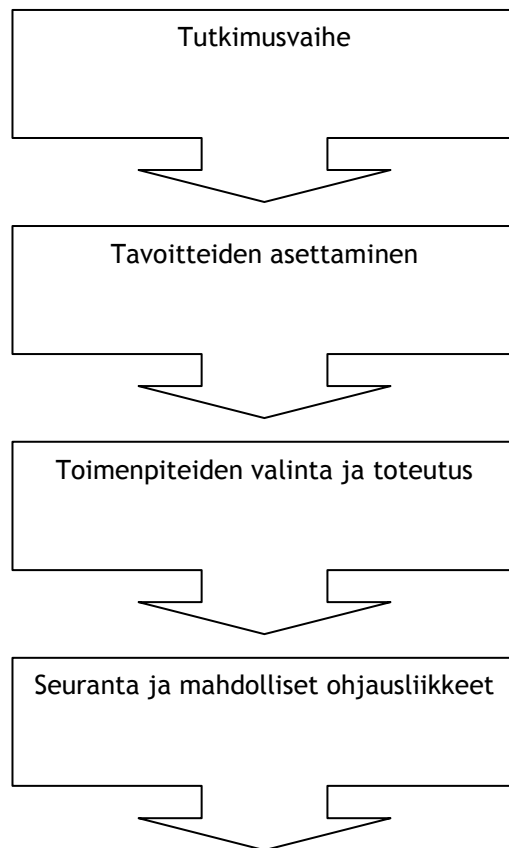 Tutkimusvaihe
Tavoitteiden asettaminen
Toimenpiteiden valinta ja toteutus
Seuranta ja mahdolliset ohjausliikkeet